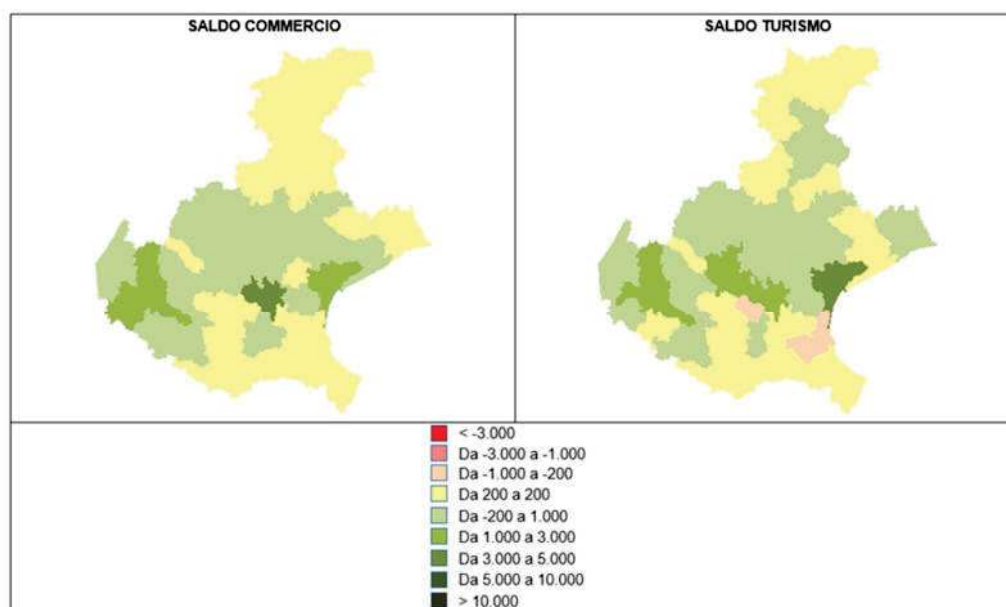 SALDO COMMERCIO
SALDO TURISMO
< -3.000
Da -3.000 a -1.000
Da -1.000 a -200
Da 200 a 200
Da -200 a 1.000
Da 1.000 a 3.000
Da 3.000 a 5.000
Da 5.000 a 10.000
> 10.000